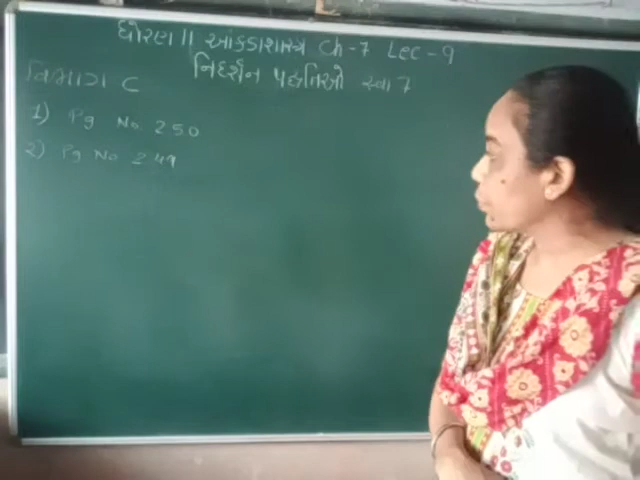 ધોરણ 11 આંકડાશાસ્ત્ર Ch-7 Lec-9
નિદર્શન પદ્ધતિઓ સ્વા 7
વિભાગ C
1) Pg No 250
2) Pg No 249